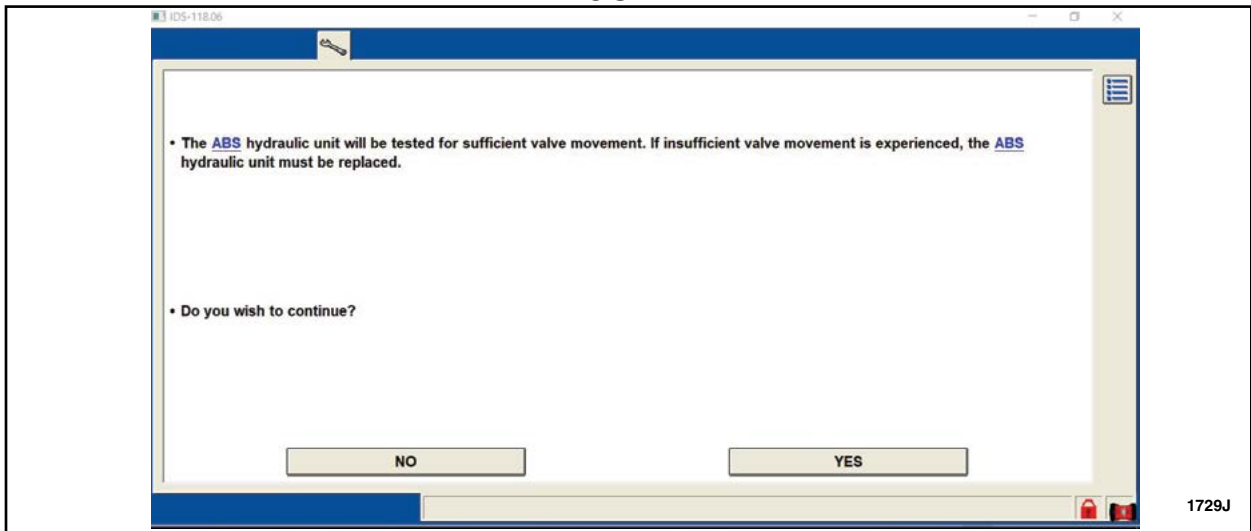 IDS-118.06
• The ABS hydraulic unit will be tested for sufficient valve movement. If insufficient valve movement is experienced, the ABS
hydraulic unit must be replaced.
• Do you wish to continue?
NO
YES
1729J